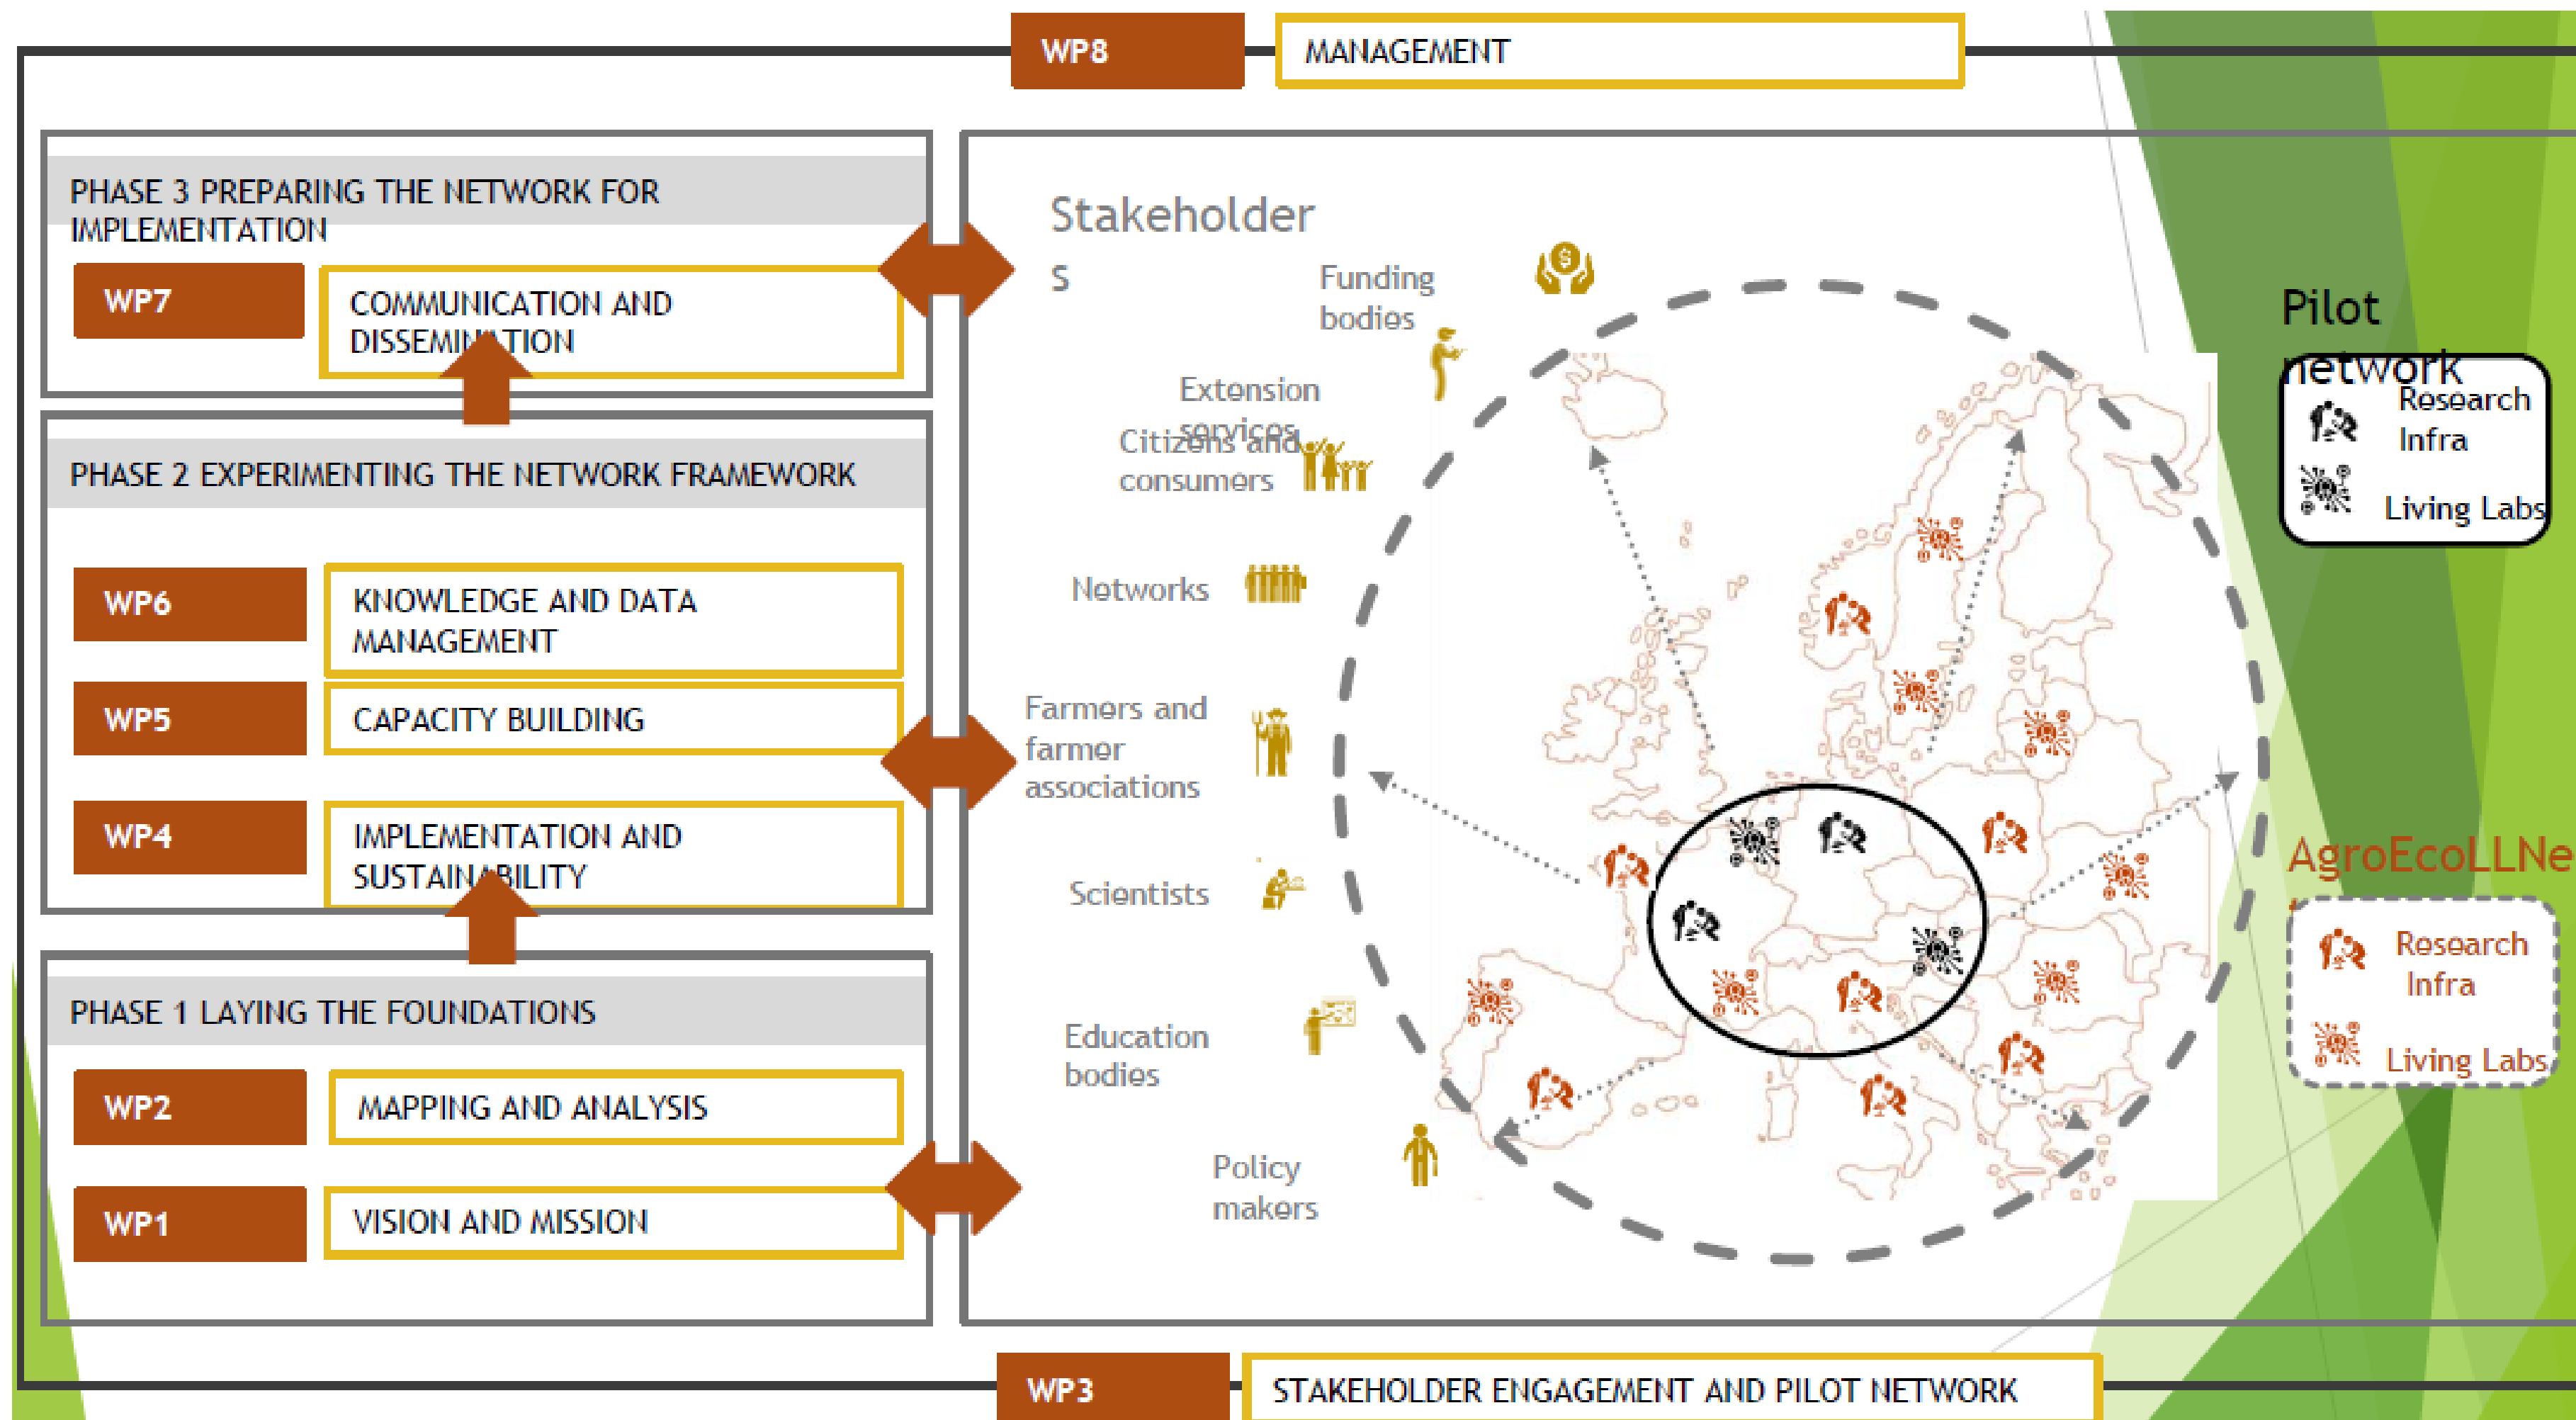 WP8
MANAGEMENT
PHASE 3 PREPARING THE NETWORK FOR
IMPLEMENTATION
WP7
COMMUNICATION AND
DISSEMINATION
PHASE 2 EXPERIMENTING THE NETWORK FRAMEWORK
WP6
KNOWLEDGE AND DATA
MANAGEMENT
WP5
CAPACITY BUILDING
WP4
IMPLEMENTATION AND
SUSTAINABILITY
PHASE 1 LAYING THE FOUNDATIONS
WP2
MAPPING AND ANALYSIS
WP1
VISION AND MISSION
Stakeholder
s
Funding
bodies
Extension
services
Citizens and
consumers
Networks
Farmers and
farmer
associations
Scientists
Education
bodies
Policy
makers
Pilot
network
Research
Infra
Living Labs
AgroEcoLLNe
Research
Infra
Living Labs
WP3
STAKEHOLDER ENGAGEMENT AND PILOT NETWORK